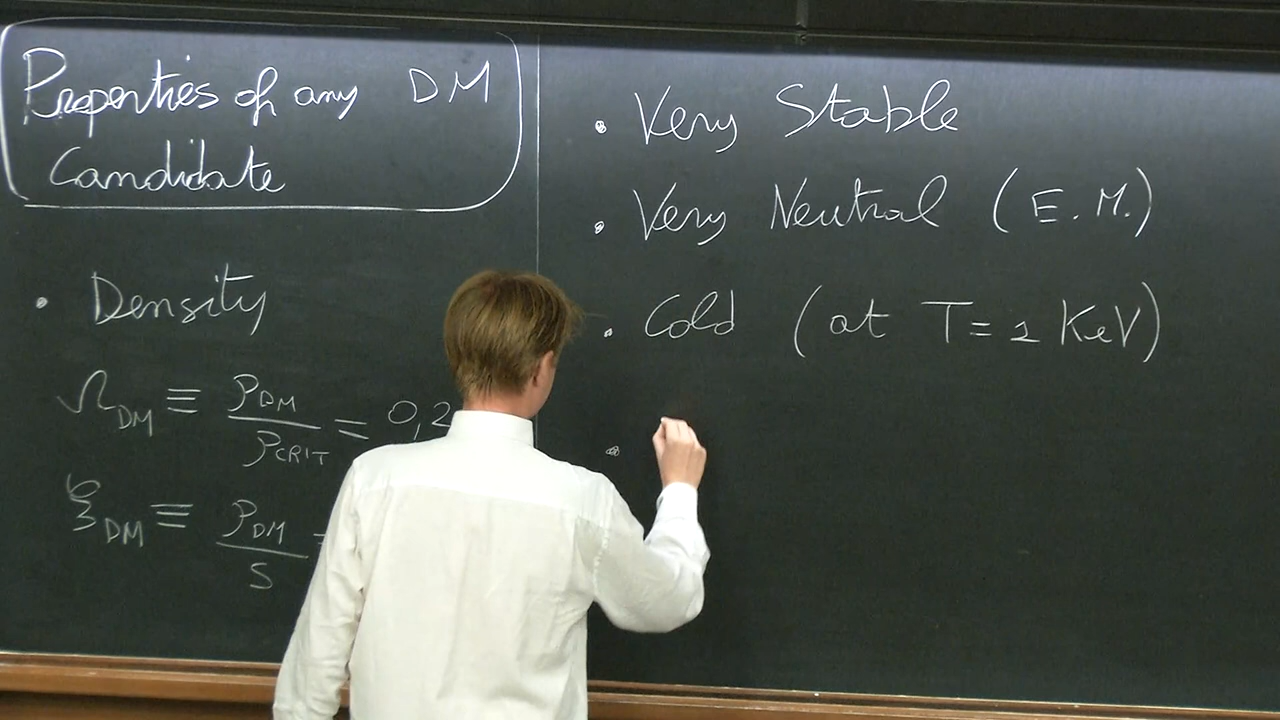 Properties of any DM
Candidate
• Density
Ω_DM ≡ ρ_DM / ρ_CRIT = 0,2
ξ_DM ≡ ρ_DM / s
• Very Stable
• Very Neutral (E.M.)
• Cold (at T = 1 KeV)
•